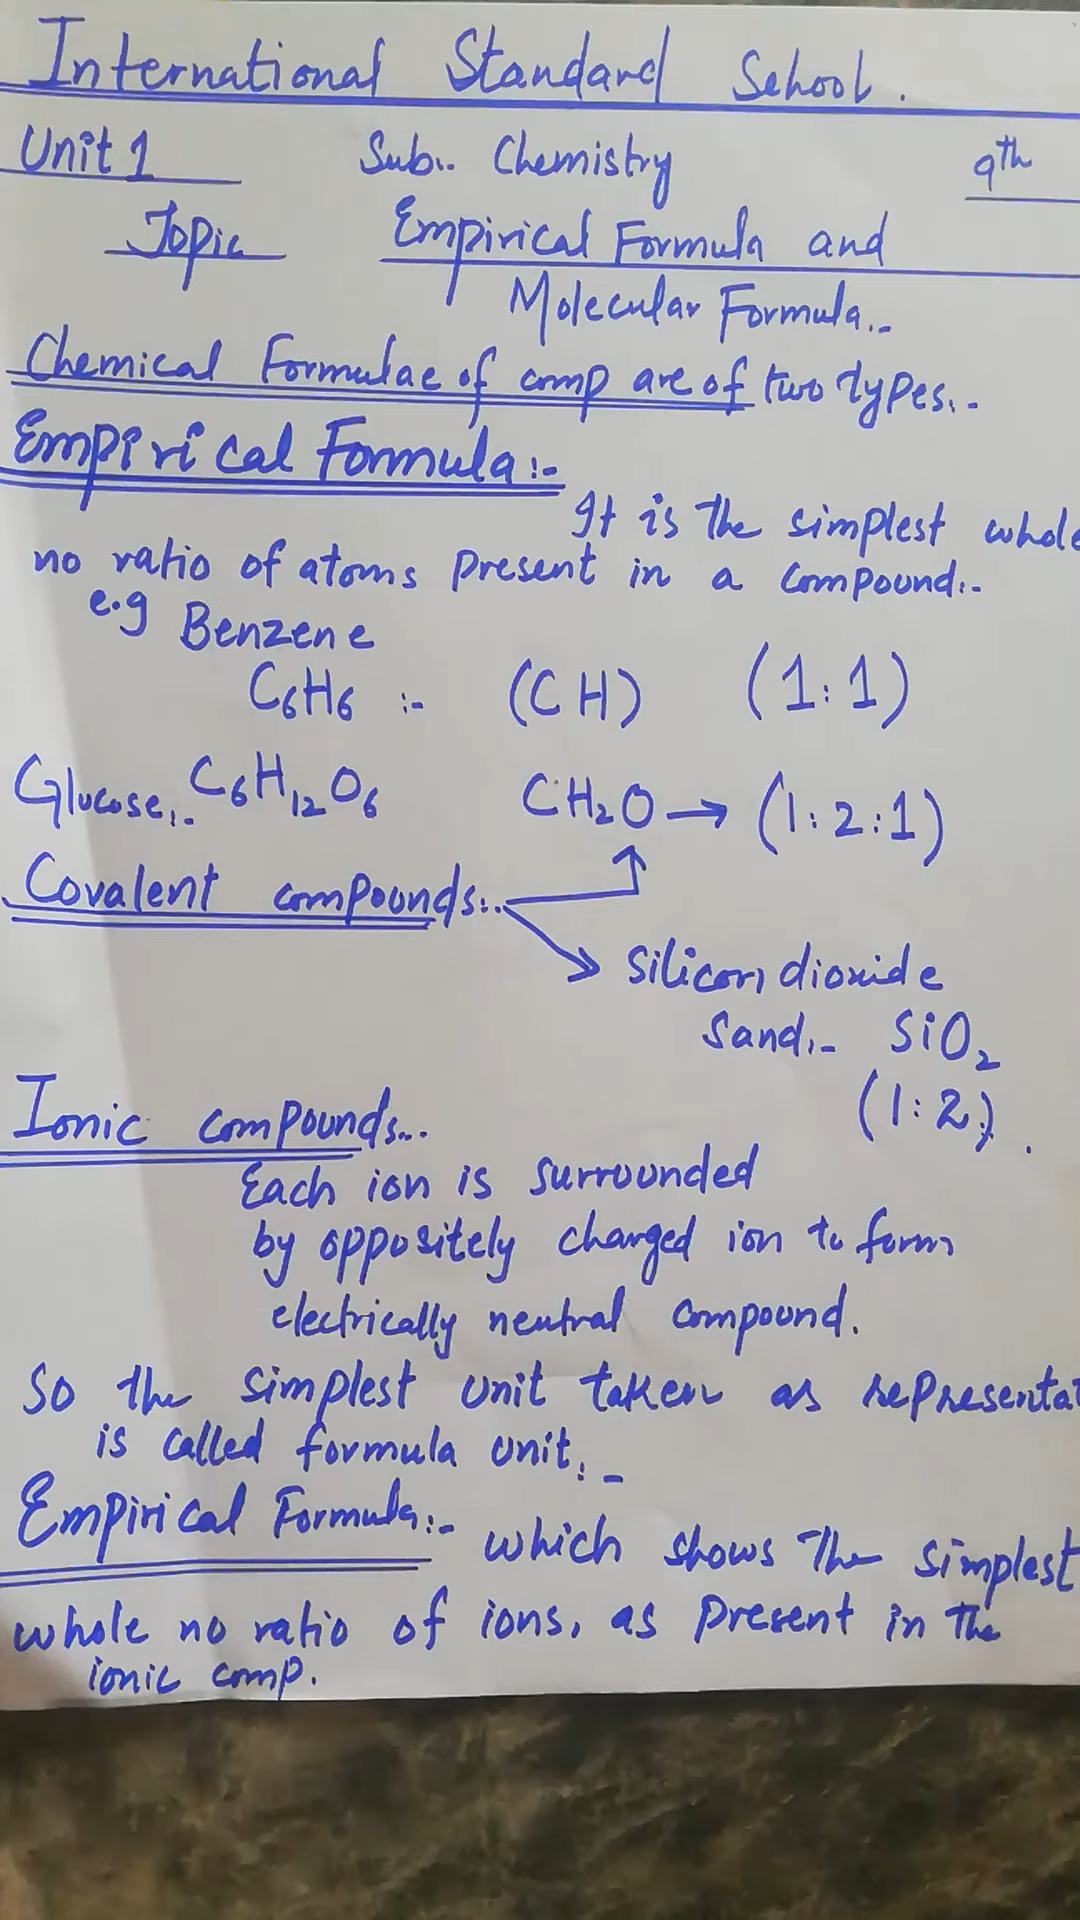 International Standard School.
Unit 1 Sub:- Chemistry 9th
Topic Empirical Formula and
Molecular Formula:-
Chemical Formulae of comp are of two types:-
Empirical Formula:-
It is the simplest whole
no ratio of atoms present in a compound:-
e.g Benzene
C₆H₆ :- (CH) (1:1)
Glucose:- C₆H₁₂O₆ CH₂O → (1:2:1)
Covalent compounds:-
Silicon dioxide
Sand:- SiO₂
(1:2).
Ionic compounds:-
Each ion is surrounded
by oppositely charged ion to form
electrically neutral compound.
So the simplest unit taken as representat
is called formula unit:-
Empirical Formula:- which shows the simplest
whole no ratio of ions, as present in the
ionic comp.